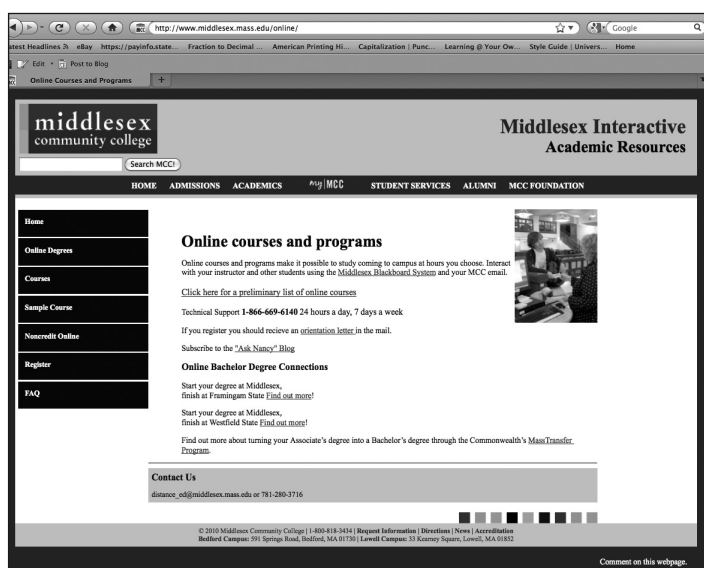 http://www.middlesex.mass.edu/online/
Google
atest Headlines eBay https://payinfo.state... Fraction to Decimal ... American Printing Hi... Capitalization | Punc... Learning @ Your Ow... Style Guide | Univers... Home
Edit Post to Blog
Online Courses and Programs +
middlesex
community college
Search MCC!
Middlesex Interactive
Academic Resources
HOME ADMISSIONS ACADEMICS my|MCC STUDENT SERVICES ALUMNI MCC FOUNDATION
Home
Online Degrees
Courses
Sample Course
Noncredit Online
Register
FAQ
Online courses and programs
Online courses and programs make it possible to study coming to campus at hours you choose. Interact
with your instructor and other students using the Middlesex Blackboard System and your MCC email.
Click here for a preliminary list of online courses
Technical Support 1-866-669-6140 24 hours a day, 7 days a week
If you register you should recieve an orientation letter in the mail.
Subscribe to the "Ask Nancy" Blog
Online Bachelor Degree Connections
Start your degree at Middlesex,
finish at Framingam State Find out more!
Start your degree at Middlesex,
finish at Westfield State Find out more!
Find out more about turning your Associate's degree into a Bachelor's degree through the Commonwealth's MassTransfer
Program.
Contact Us
distance_ed@middlesex.mass.edu or 781-280-3716
© 2010 Middlesex Community College | 1-800-818-3434 | Request Information | Directions | News | Accreditation
Bedford Campus: 591 Springs Road, Bedford, MA 01730 | Lowell Campus: 33 Kearney Square, Lowell, MA 01852
Comment on this webpage.